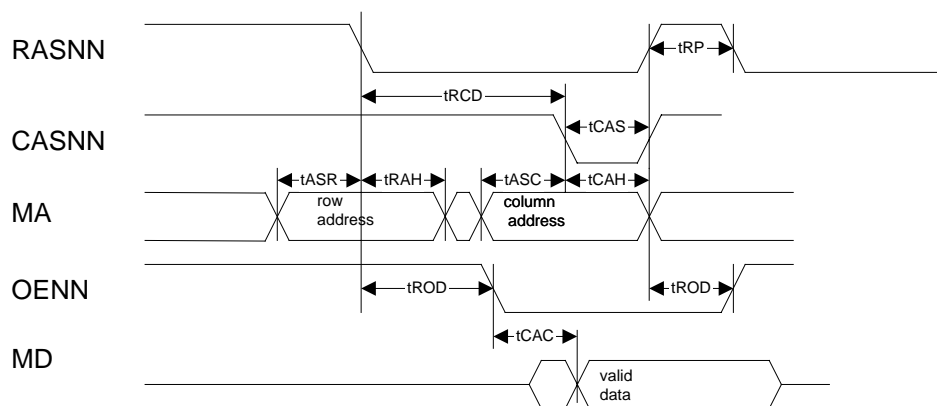 RASNN
tRP
tRCD
CASNN
tCAS
tASR
tRAH
tASC
tCAH
MA
row
address
column
address
OENN
tROD
tROD
tCAC
MD
valid
data